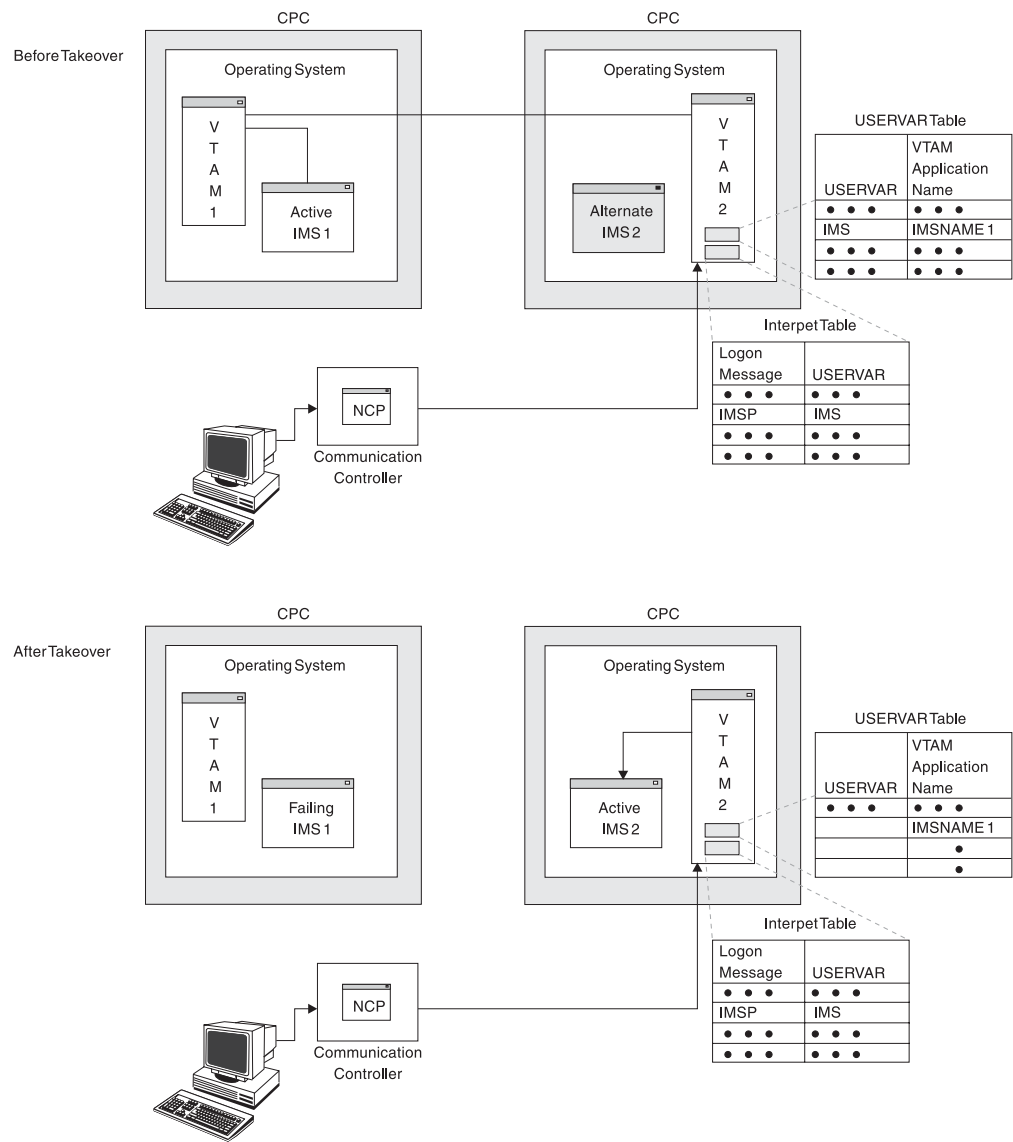 CPC
CPC
Before Takeover
Operating System
Operating System
V
T
A
M
1
Active
IMS 1
Alternate
IMS 2
V
T
A
M
2
USERVAR Table
USERVAR
VTAM
Application
Name
IMS
IMSNAME 1
Interpet Table
Logon
Message
USERVAR
IMSP
IMS
NCP
Communication
Controller
CPC
CPC
After Takeover
Operating System
Operating System
V
T
A
M
1
Failing
IMS 1
Active
IMS 2
V
T
A
M
2
USERVAR Table
USERVAR
VTAM
Application
Name
IMSNAME 1
Interpet Table
Logon
Message
USERVAR
IMSP
IMS
NCP
Communication
Controller